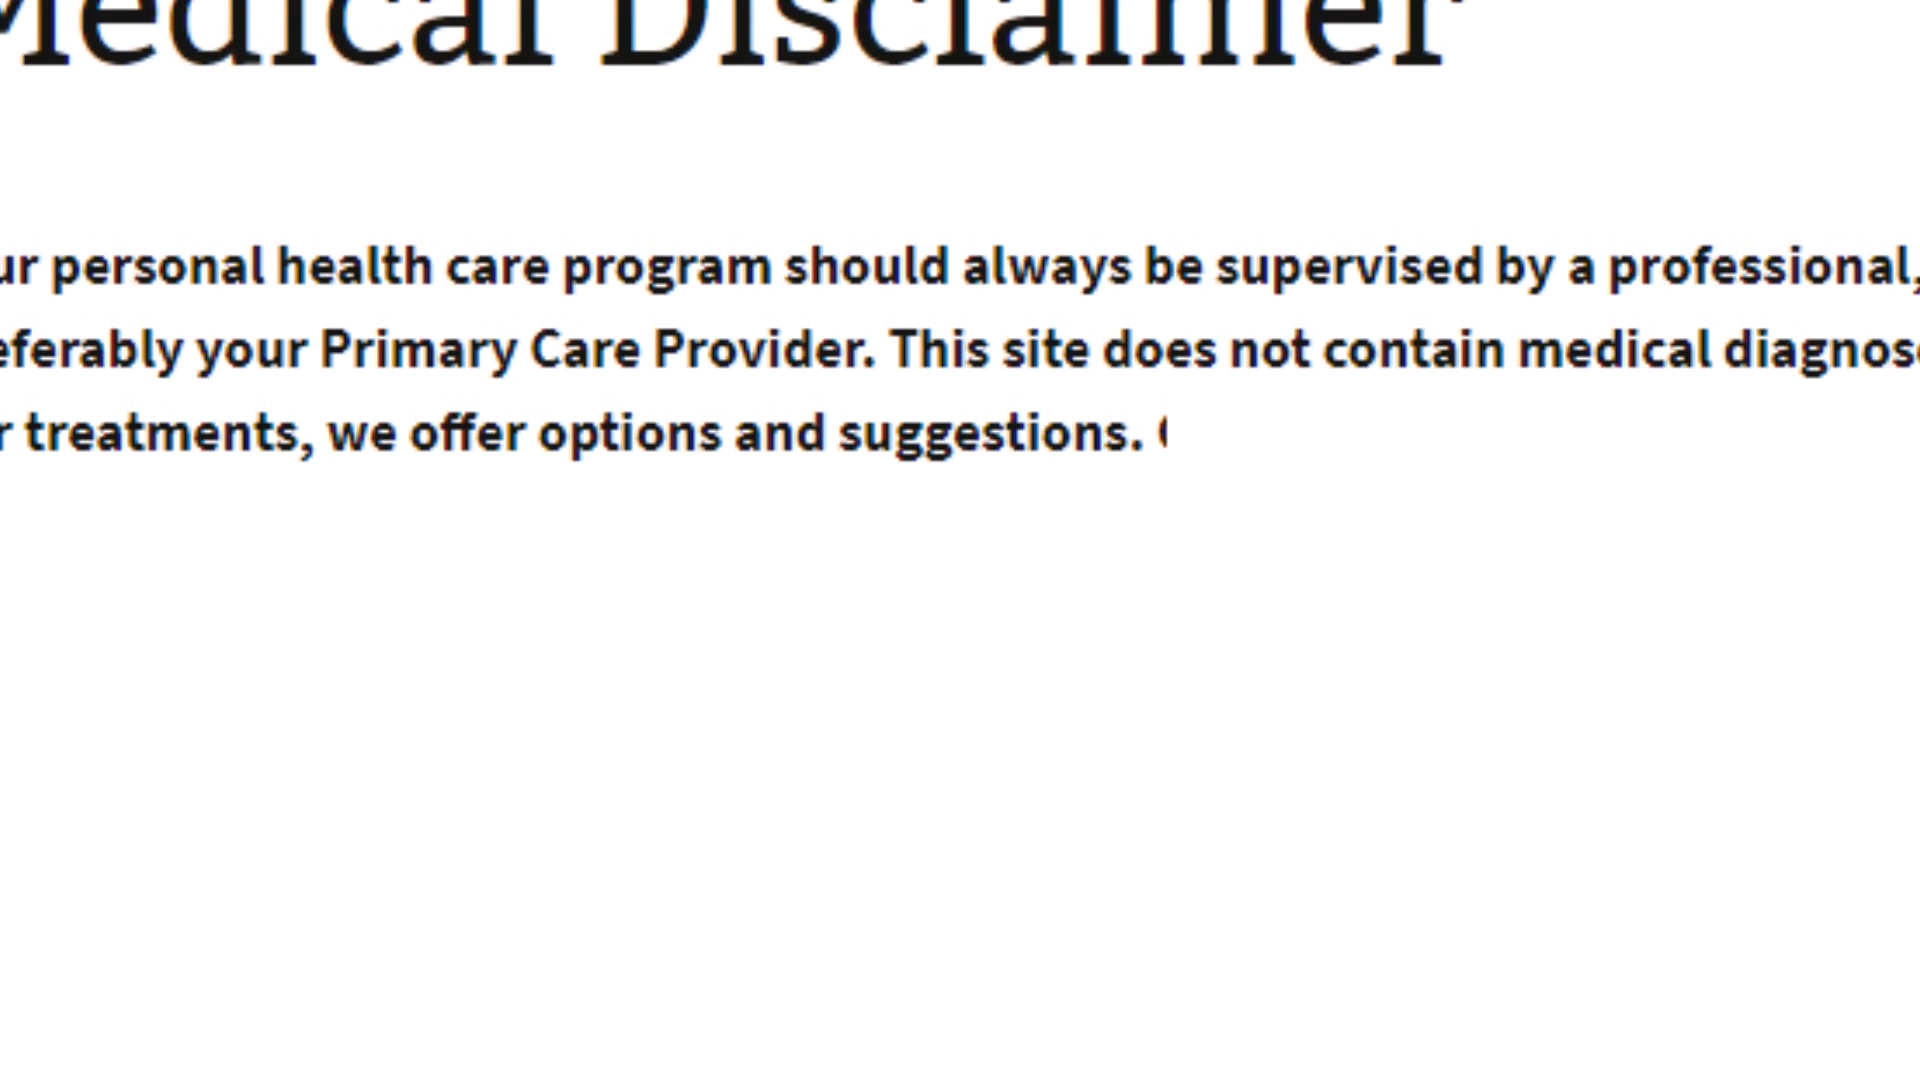 Medical Disclaimer
ur personal health care program should always be supervised by a professional,
eferably your Primary Care Provider. This site does not contain medical diagnose
r treatments, we offer options and suggestions.